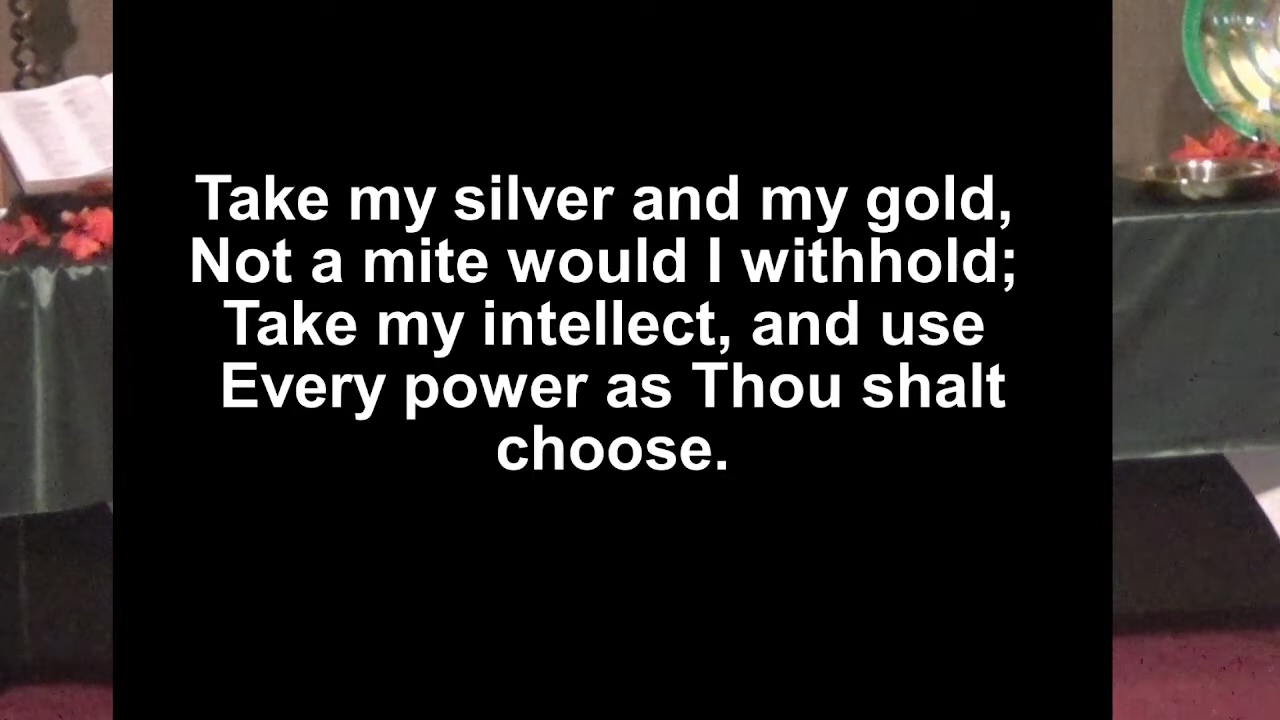 Take my silver and my gold,
Not a mite would I withhold;
Take my intellect, and use
Every power as Thou shalt
choose.